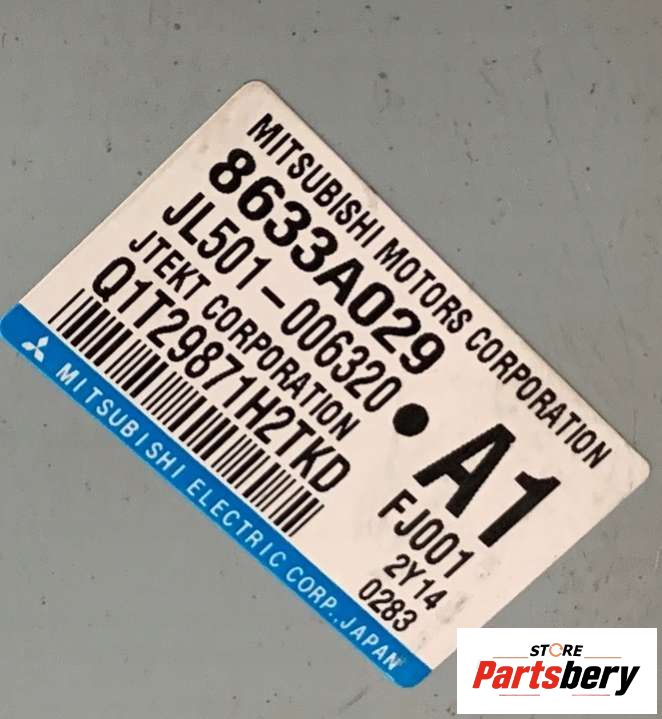 MITSUBISHI MOTORS CORPORATION
8633A029
JL501-006320
JTEKT CORPORATION
Q1T29871H2TKD
A1
FJ001
2Y14
0283
MITSUBISHI ELECTRIC CORP., JAPAN
STORE
Partsbery